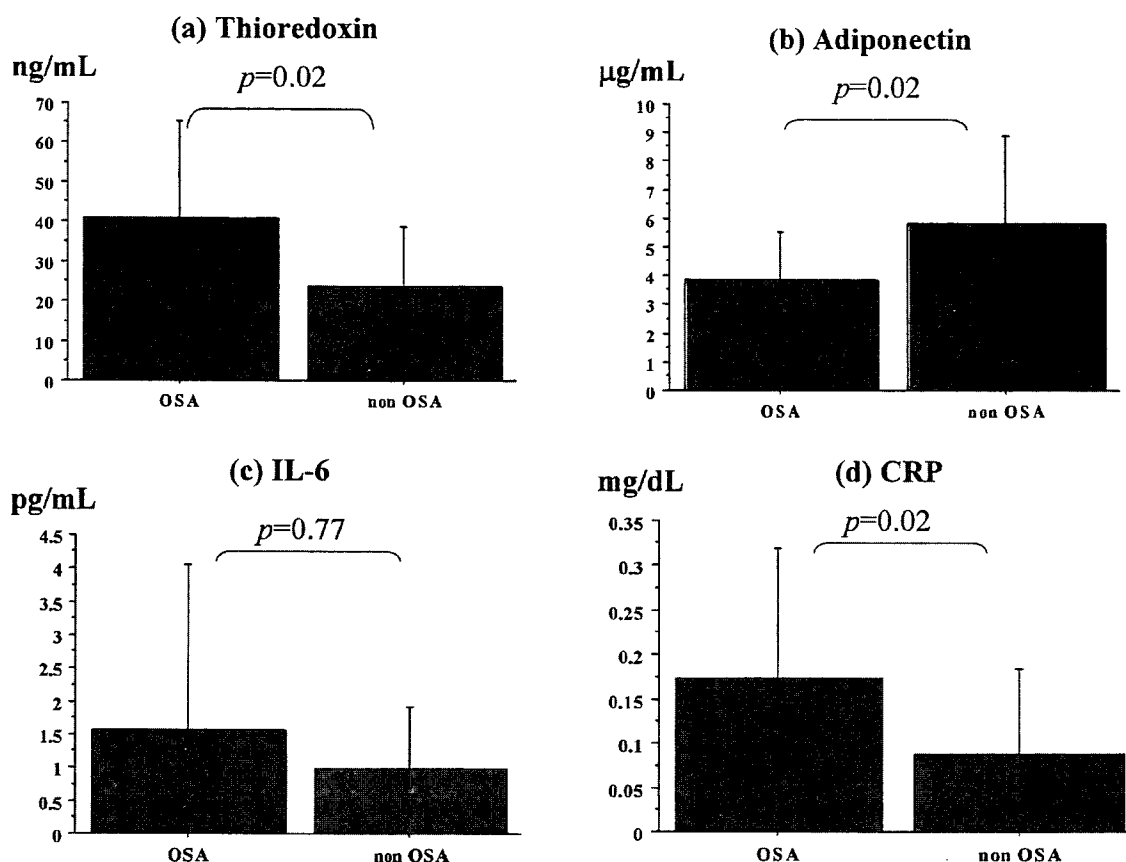 (a) Thioredoxin
ng/mL
p=0.02
70
60
50
40
30
20
10
0
OSA non OSA
(b) Adiponectin
μg/mL
p=0.02
10
9
8
7
6
5
4
3
2
1
0
OSA non OSA
(c) IL-6
pg/mL
p=0.77
4.5
4
3.5
3
2.5
2
1.5
1
0.5
0
OSA non OSA
(d) CRP
mg/dL
p=0.02
0.35
0.3
0.25
0.2
0.15
0.1
0.05
0
OSA non OSA